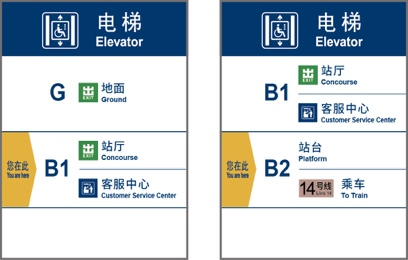 电梯
Elevator
G
EXIT
地面
Ground
您在此
You are here
B1
EXIT
站厅
Concourse
客服中心
Customer Service Center
电梯
Elevator
B1
EXIT
站厅
Concourse
客服中心
Customer Service Center
您在此
You are here
B2
站台
Platform
14号线
Line 14
乘车
To Train